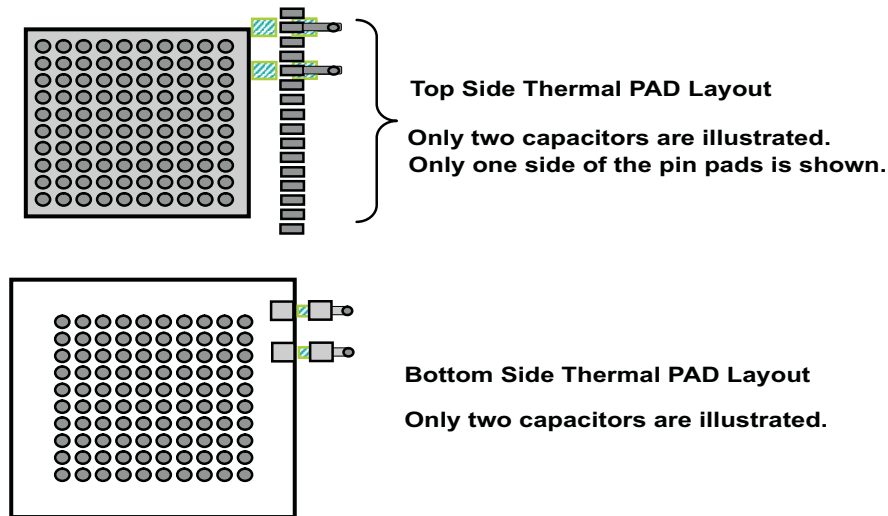 Top Side Thermal PAD Layout
Only two capacitors are illustrated.
Only one side of the pin pads is shown.
Bottom Side Thermal PAD Layout
Only two capacitors are illustrated.